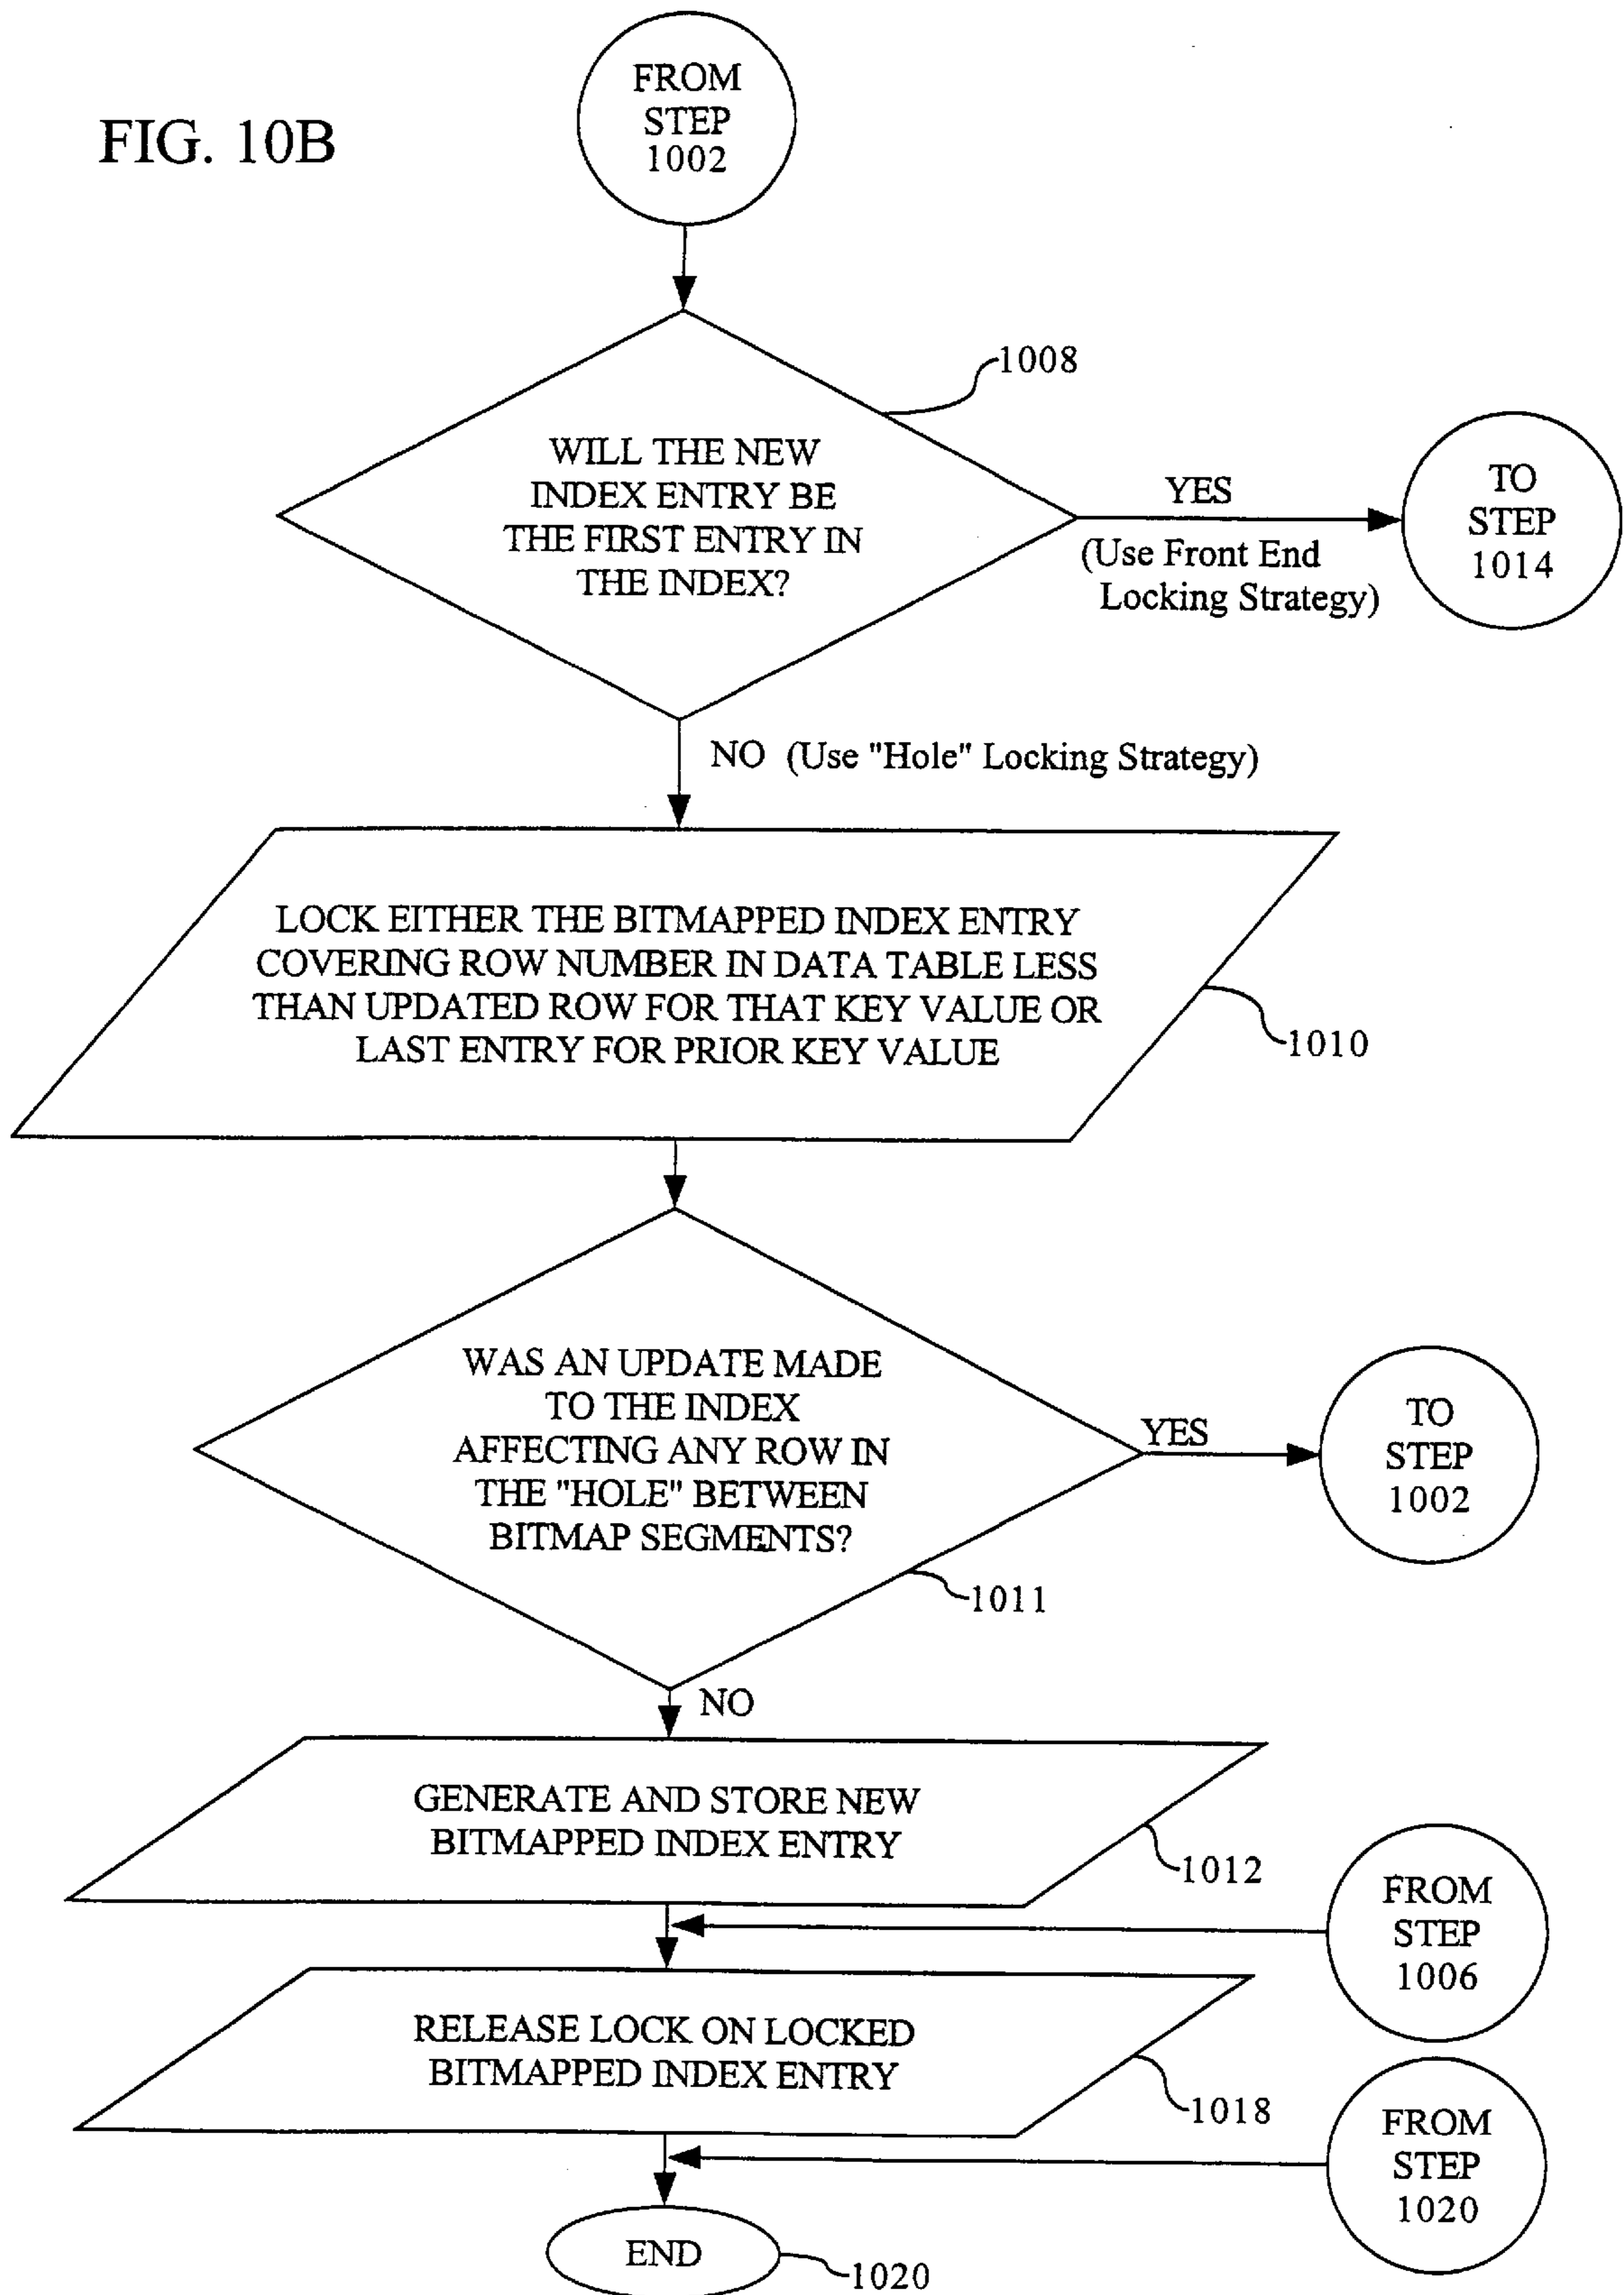 FIG. 10B
FROM
STEP
1002
1008
WILL THE NEW
INDEX ENTRY BE
THE FIRST ENTRY IN
THE INDEX?
YES
(Use Front End
Locking Strategy)
TO
STEP
1014
NO (Use "Hole" Locking Strategy)
LOCK EITHER THE BITMAPPED INDEX ENTRY
COVERING ROW NUMBER IN DATA TABLE LESS
THAN UPDATED ROW FOR THAT KEY VALUE OR
LAST ENTRY FOR PRIOR KEY VALUE
1010
WAS AN UPDATE MADE
TO THE INDEX
AFFECTING ANY ROW IN
THE "HOLE" BETWEEN
BITMAP SEGMENTS?
YES
TO
STEP
1002
1011
NO
GENERATE AND STORE NEW
BITMAPPED INDEX ENTRY
1012
FROM
STEP
1006
RELEASE LOCK ON LOCKED
BITMAPPED INDEX ENTRY
1018
FROM
STEP
1020
END
1020